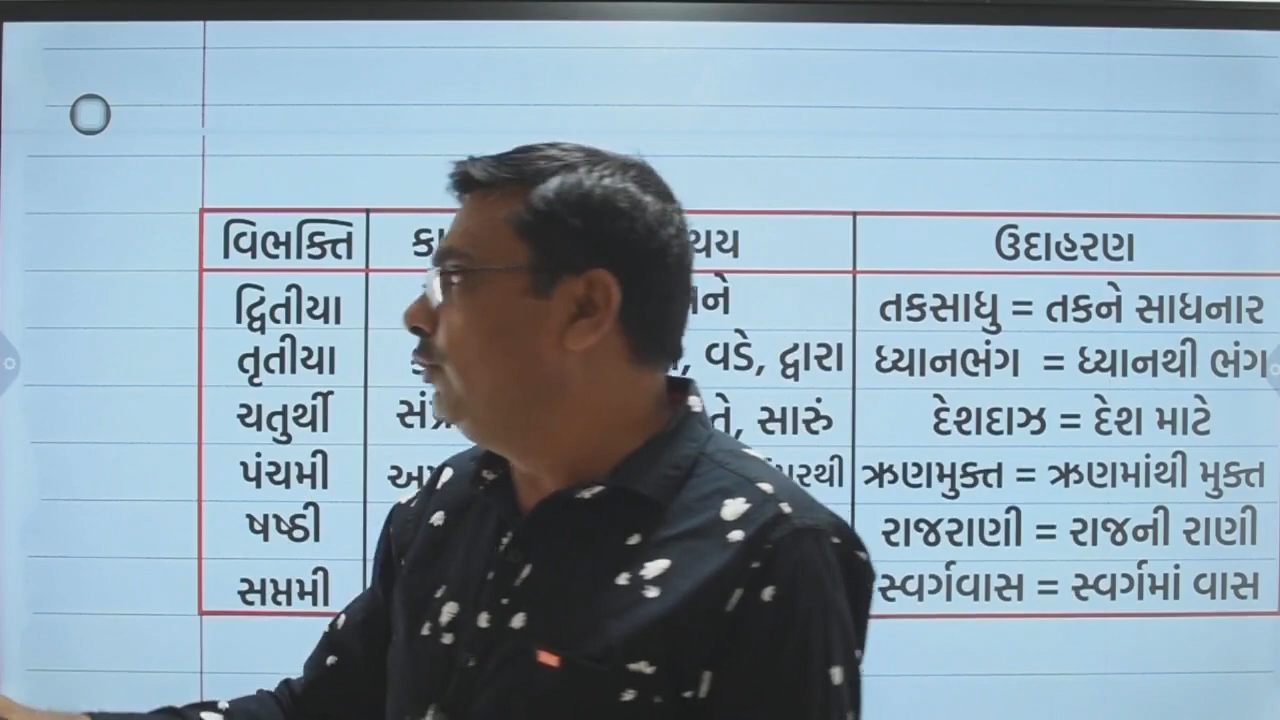 વિભક્તિ ઉદાહરણ
દ્વિતીયા તકસાધુ = તકને સાધનાર
તૃતીયા વડે, દ્વારા ધ્યાનભંગ = ધ્યાનથી ભંગ
ચતુર્થી સારું દેશદાઝ = દેશ માટે
પંચમી ઋણમુક્ત = ઋણમાંથી મુક્ત
ષષ્ઠી રાજરાણી = રાજની રાણી
સપ્તમી સ્વર્ગવાસ = સ્વર્ગમાં વાસ